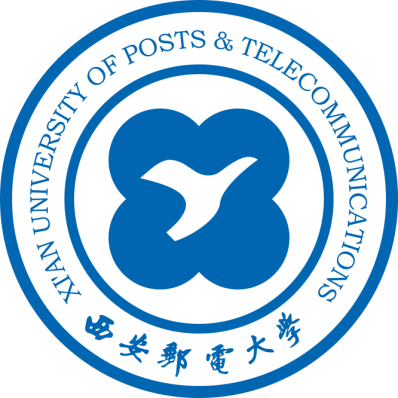 XI'AN UNIVERSITY OF POSTS & TELECOMMUNICATIONS
西安郵電大學